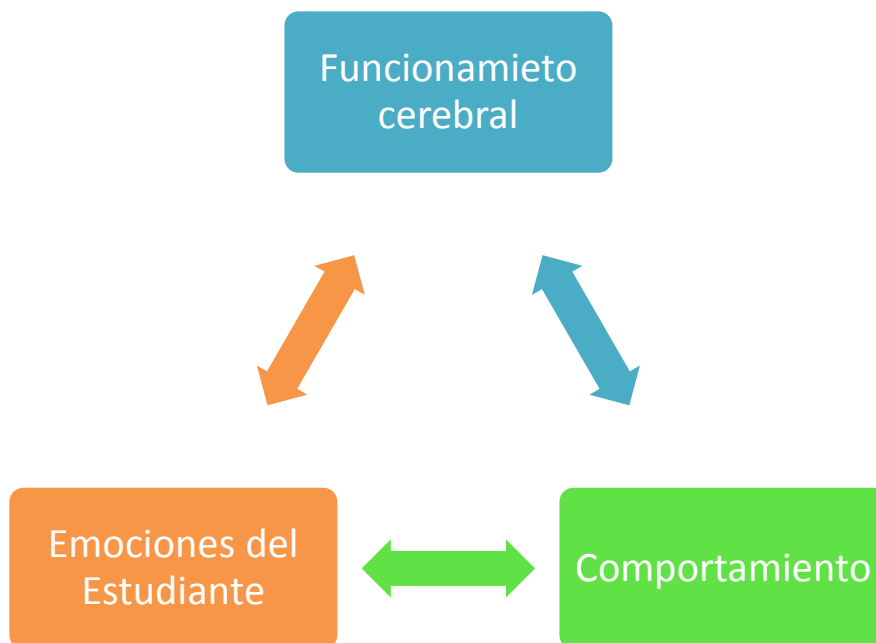 Funcionamieto
cerebral
Emociones del
Estudiante
Comportamiento